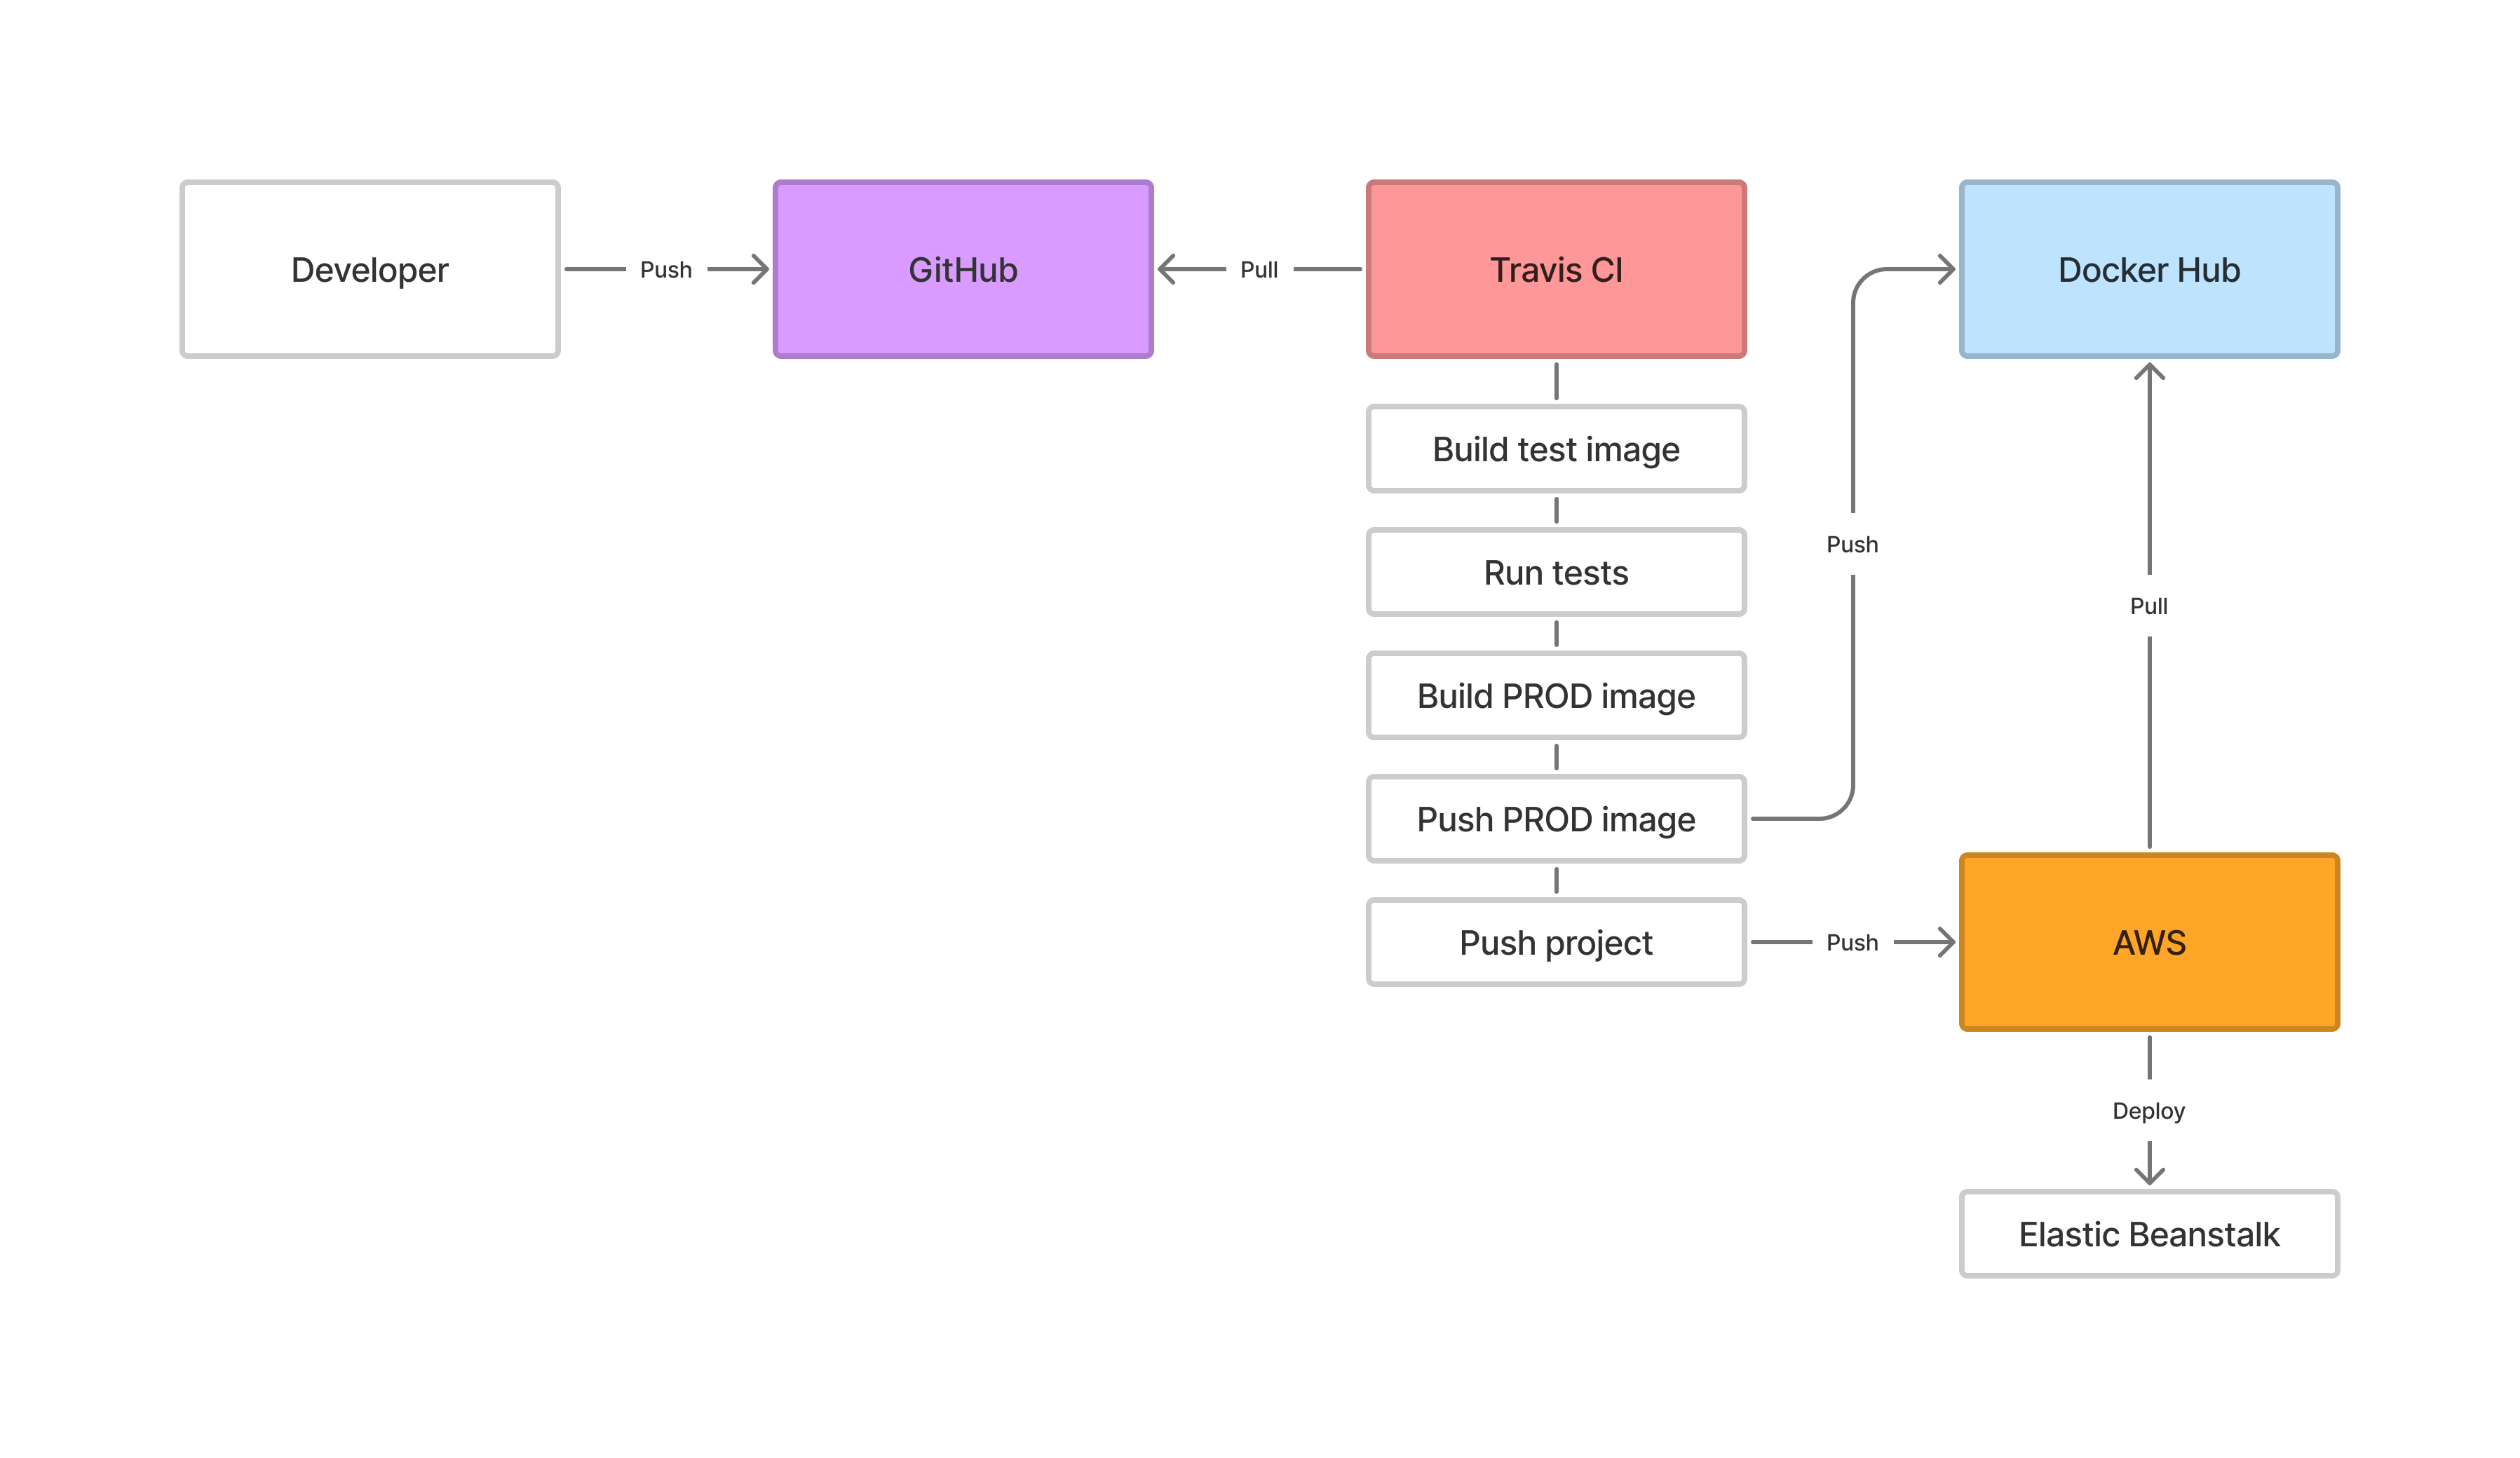 Developer
Push
GitHub
Pull
Travis CI
Docker Hub
Build test image
Run tests
Build PROD image
Push PROD image
Push project
Push
Push
Pull
AWS
Deploy
Elastic Beanstalk